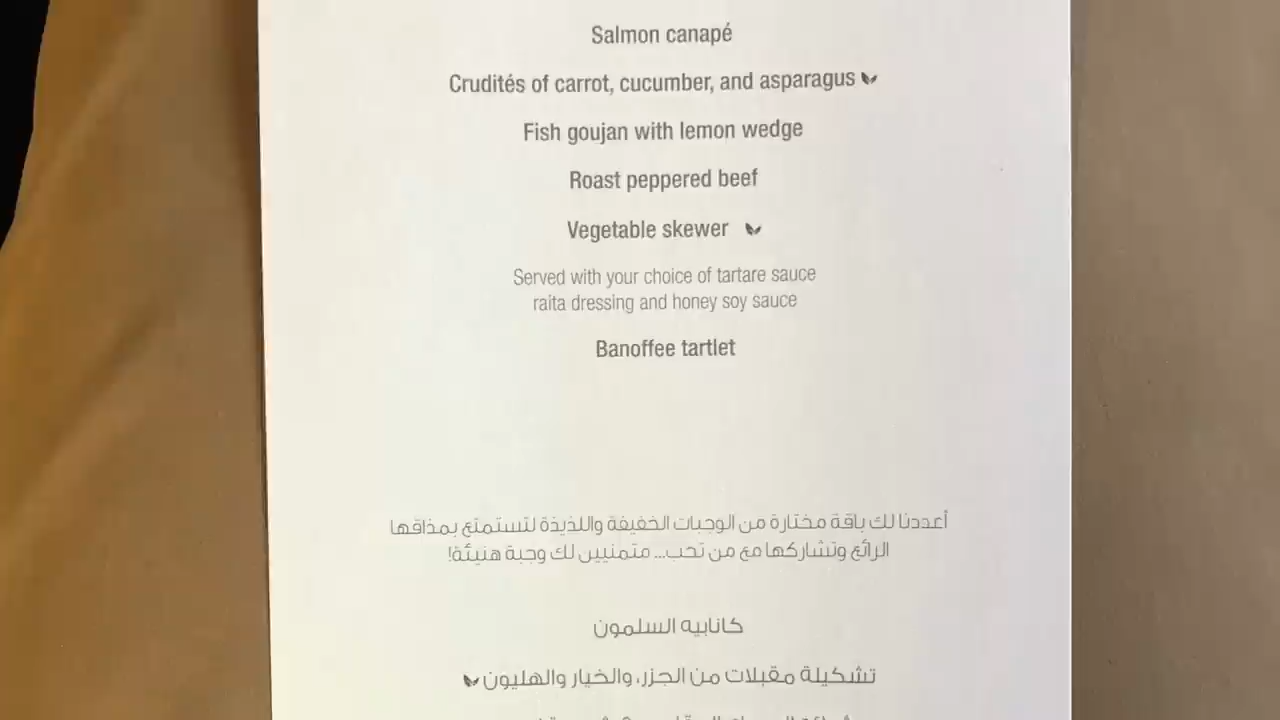 Salmon canapé
Crudités of carrot, cucumber, and asparagus
Fish goujan with lemon wedge
Roast peppered beef
Vegetable skewer
Served with your choice of tartare sauce
raita dressing and honey soy sauce
Banoffee tartlet
أعددنا لك باقة مختارة من الوجبات الخفيفة واللذيذة لتستمتع بمذاقها
الرائع وتشاركها مع من تحب... متمنيين لك وجبة هنيئة!
كانابيه السلمون
تشكيلة مقبلات من الجزر، والخيار والهليون